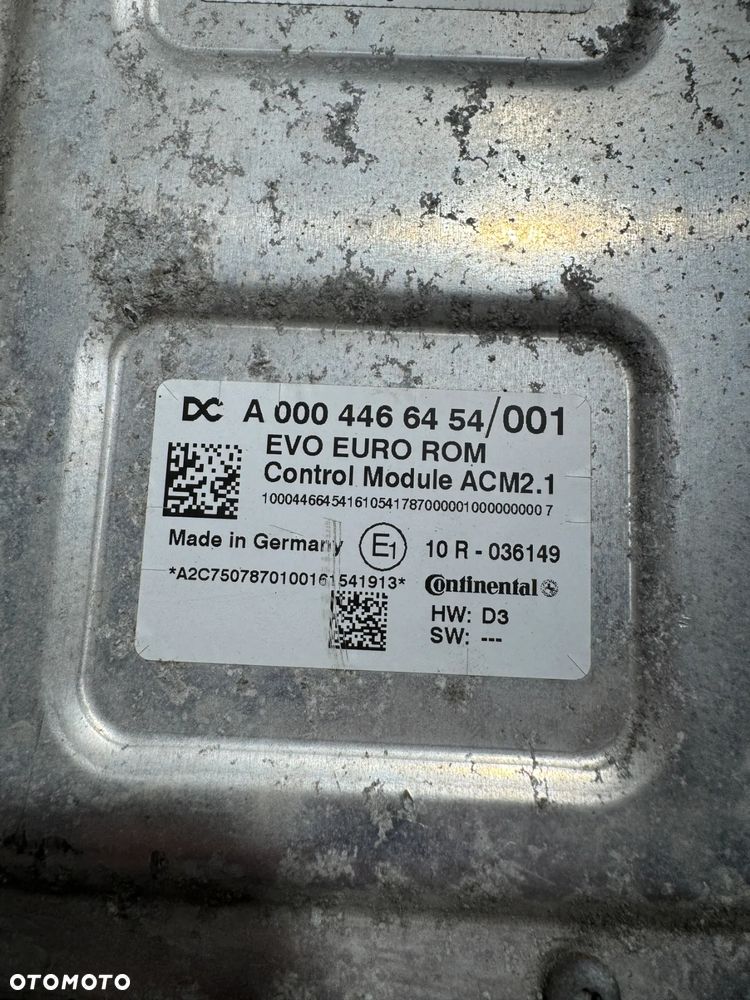 DC A 000 446 64 54/001
EVO EURO ROM
Control Module ACM2.1
10004466454161054178700000100000000007
Made in Germany E1 10 R - 036149
*A2C7507870100161541913* Continental
HW: D3
SW: ---
OTOMOTO